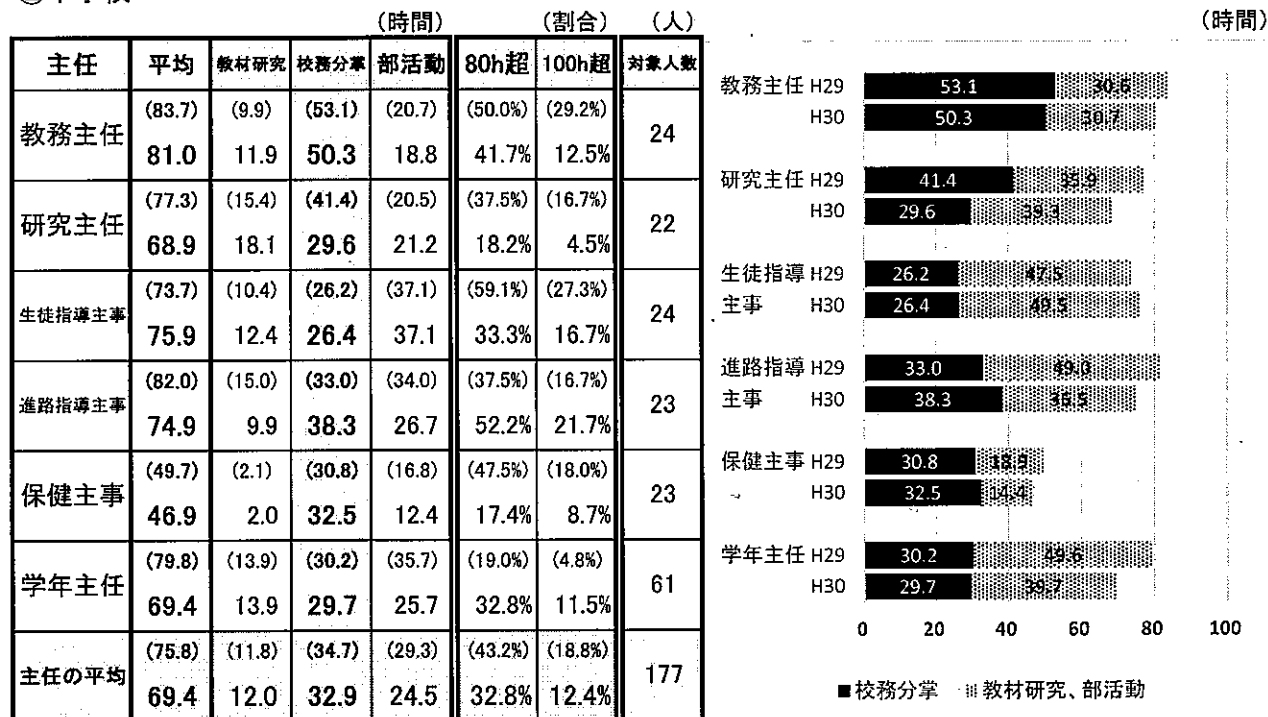 (時間) (割合) (人)
主任 平均 教材研究 校務分掌 部活動 80h超 100h超 対象人数
教務主任 (83.7) (9.9) (53.1) (20.7) (50.0%) (29.2%) 24
81.0 11.9 50.3 18.8 41.7% 12.5%
研究主任 (77.3) (15.4) (41.4) (20.5) (37.5%) (16.7%) 22
68.9 18.1 29.6 21.2 18.2% 4.5%
生徒指導主事 (73.7) (10.4) (26.2) (37.1) (59.1%) (27.3%) 24
75.9 12.4 26.4 37.1 33.3% 16.7%
進路指導主事 (82.0) (15.0) (33.0) (34.0) (37.5%) (16.7%) 23
74.9 9.9 38.3 26.7 52.2% 21.7%
保健主事 (49.7) (2.1) (30.8) (16.8) (47.5%) (18.0%) 23
46.9 2.0 32.5 12.4 17.4% 8.7%
学年主任 (79.8) (13.9) (30.2) (35.7) (19.0%) (4.8%) 61
69.4 13.9 29.7 25.7 32.8% 11.5%
主任の平均 (75.8) (11.8) (34.7) (29.3) (43.2%) (18.8%) 177
69.4 12.0 32.9 24.5 32.8% 12.4%
(時間)
教務主任 H29 53.1 30.6
H30 50.3 30.7
研究主任 H29 41.4 35.9
H30 29.6 39.3
生徒指導 H29 26.2 47.5
主事 H30 26.4 49.5
進路指導 H29 33.0 49.0
主事 H30 38.3 36.5
保健主事 H29 30.8 18.9
H30 32.5 14.4
学年主任 H29 30.2 49.6
H30 29.7 39.7
0 20 40 60 80 100
■校務分掌 教材研究、部活動